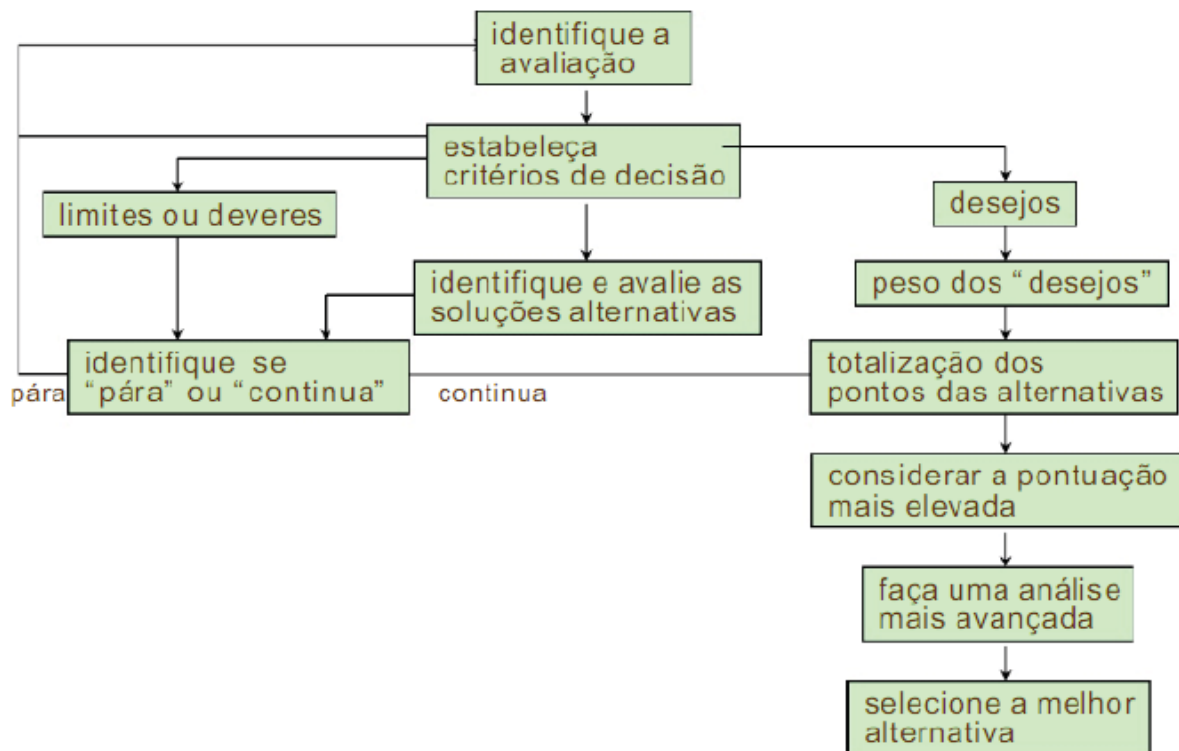 identifique a
avaliação
estabeleça
critérios de decisão
limites ou deveres
desejos
identifique e avalie as
soluções alternativas
peso dos “desejos”
identifique se
“pára” ou “continua”
pára
continua
totalização dos
pontos das alternativas
considerar a pontuação
mais elevada
faça uma análise
mais avançada
selecione a melhor
alternativa